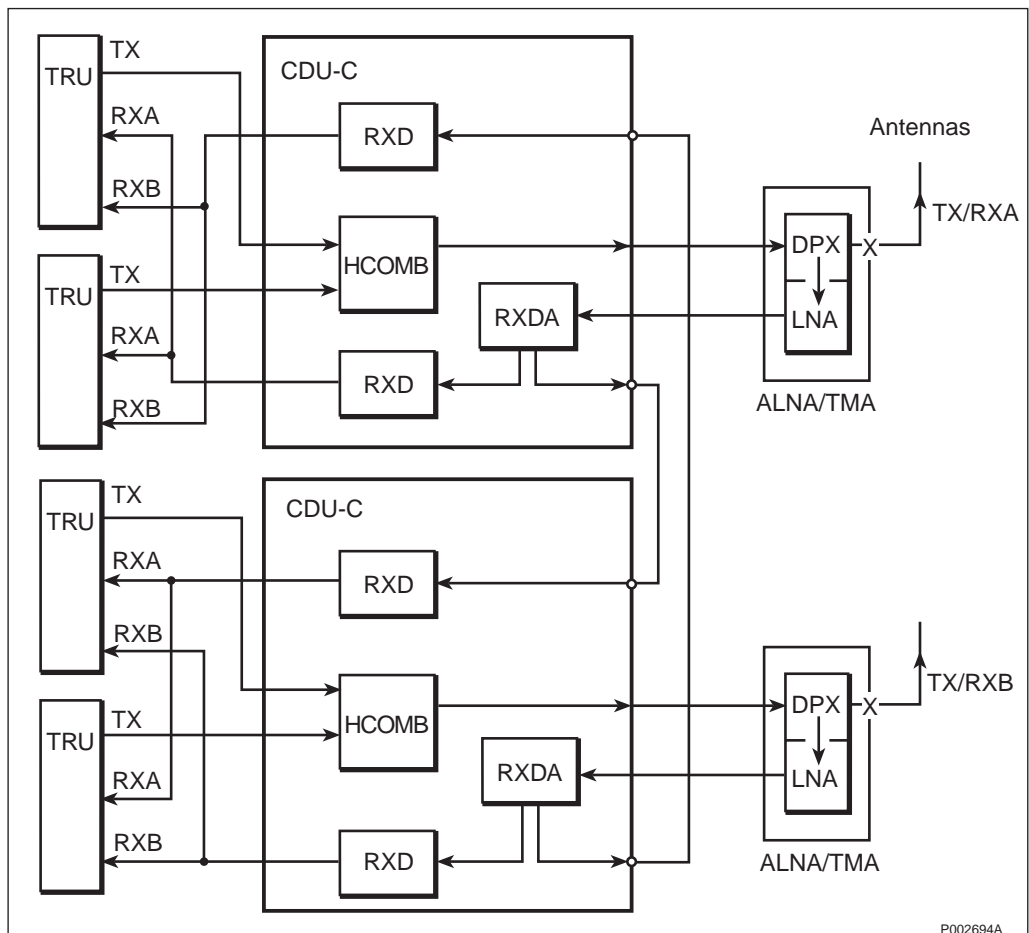 TX
TRU
CDU-C
RXA
RXD
Antennas
RXB
TX/RXA
HCOMB
DPX
X
TX
TRU
RXDA
LNA
RXA
RXD
ALNA/TMA
RXB
TX
TRU
CDU-C
RXA
RXD
RXB
TX/RXB
HCOMB
DPX
X
TX
TRU
RXDA
LNA
RXA
RXB
RXD
ALNA/TMA
P002694A